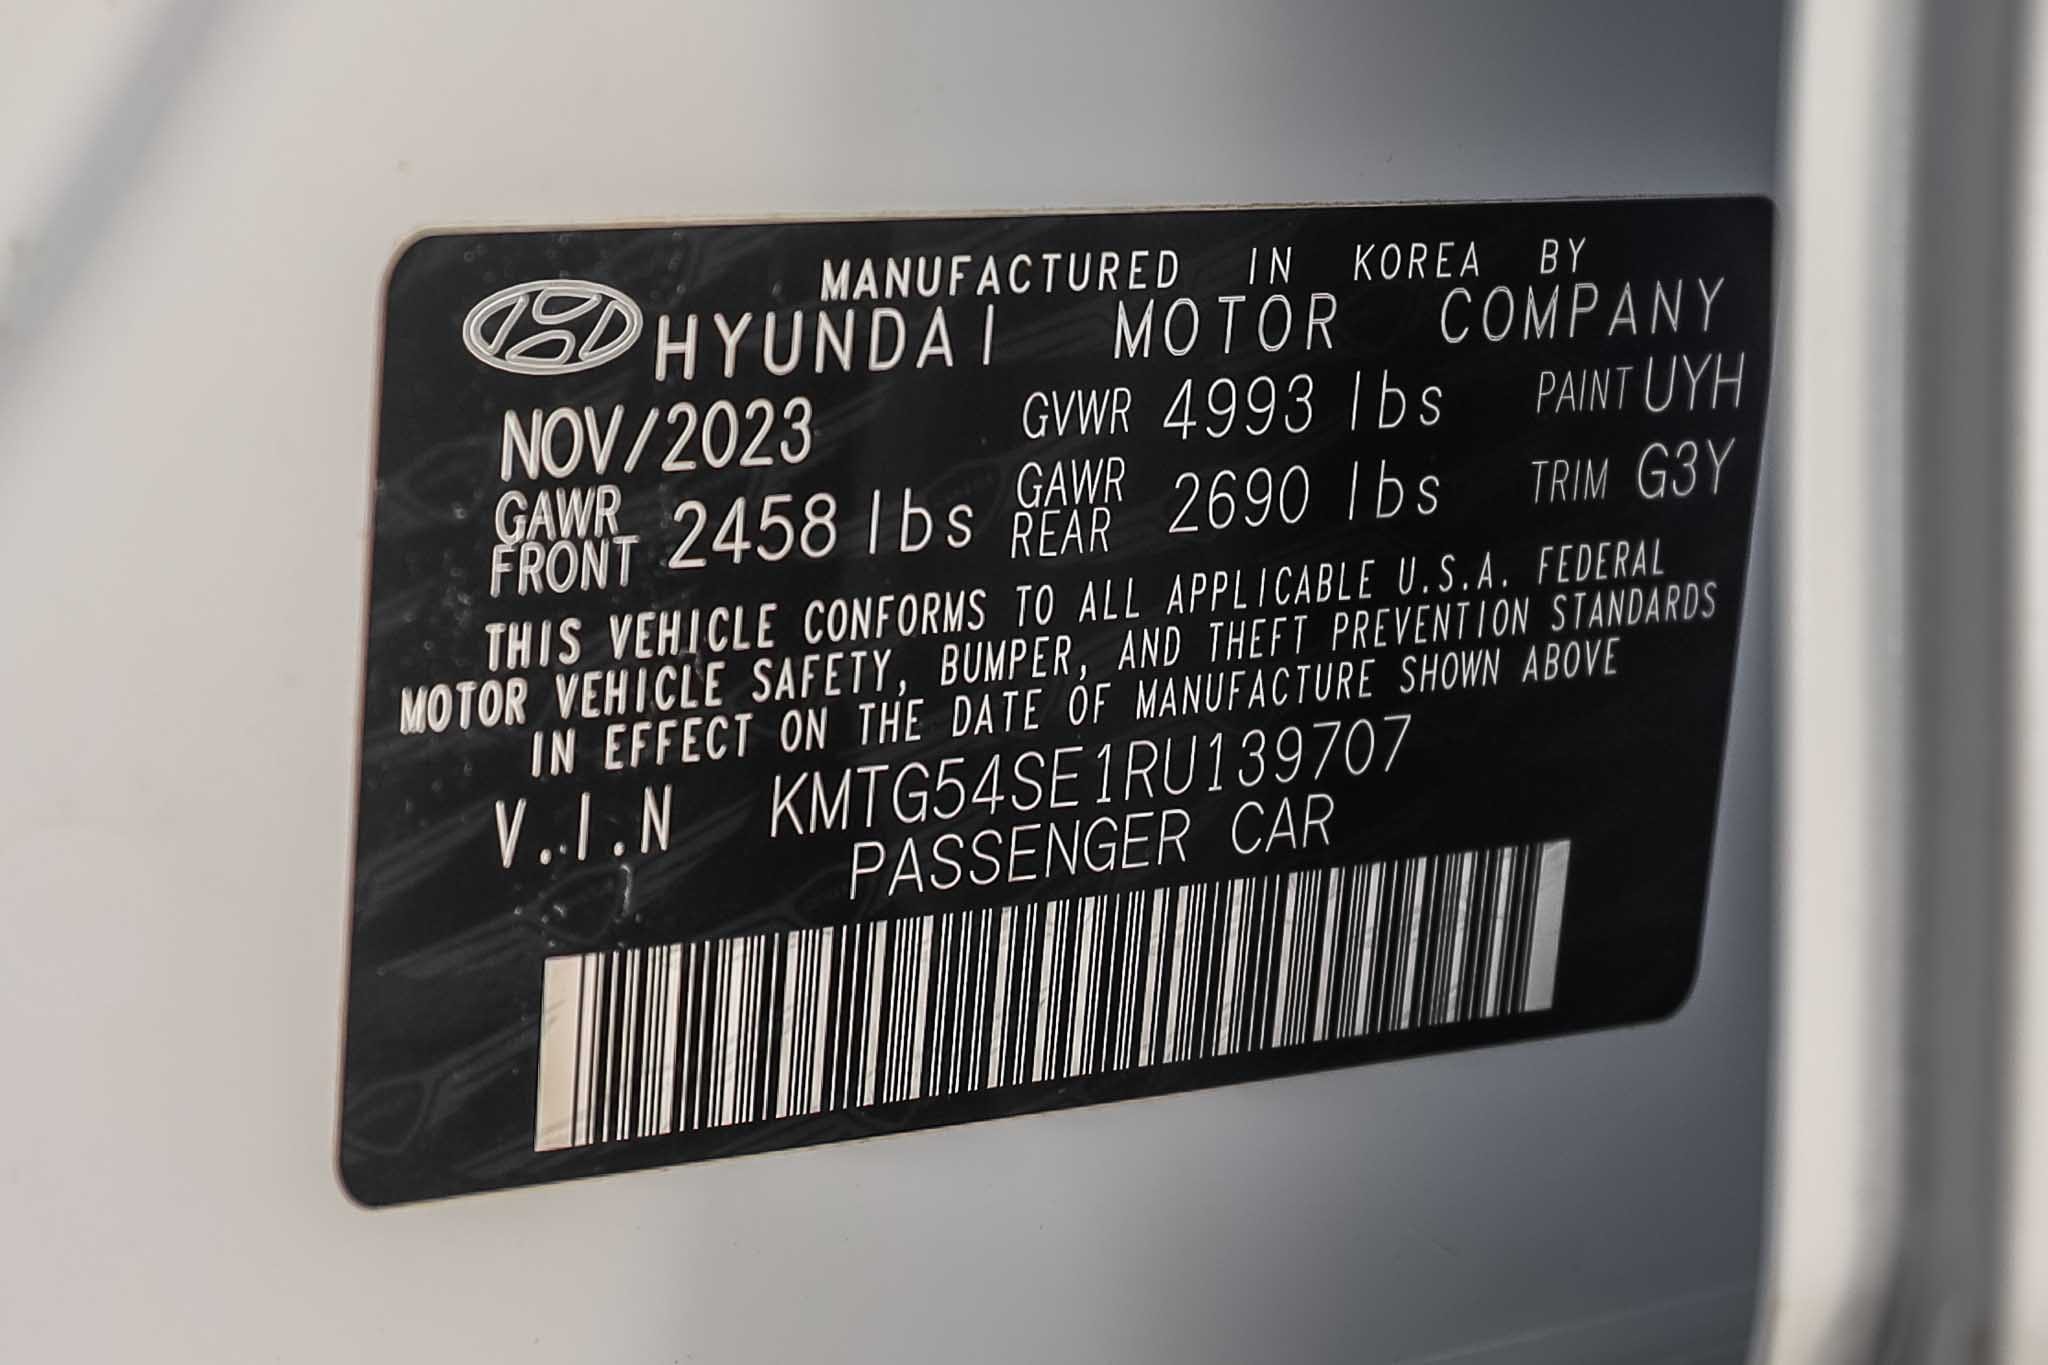 MANUFACTURED IN KOREA BY
HYUNDAI MOTOR COMPANY
NOV/2023 GVWR 4993 lbs PAINT UYH
GAWR FRONT 2458 lbs GAWR REAR 2690 lbs TRIM G3Y
THIS VEHICLE CONFORMS TO ALL APPLICABLE U.S.A. FEDERAL
MOTOR VEHICLE SAFETY, BUMPER, AND THEFT PREVENTION STANDARDS
IN EFFECT ON THE DATE OF MANUFACTURE SHOWN ABOVE
V.I.N KMTG54SE1RU139707
PASSENGER CAR